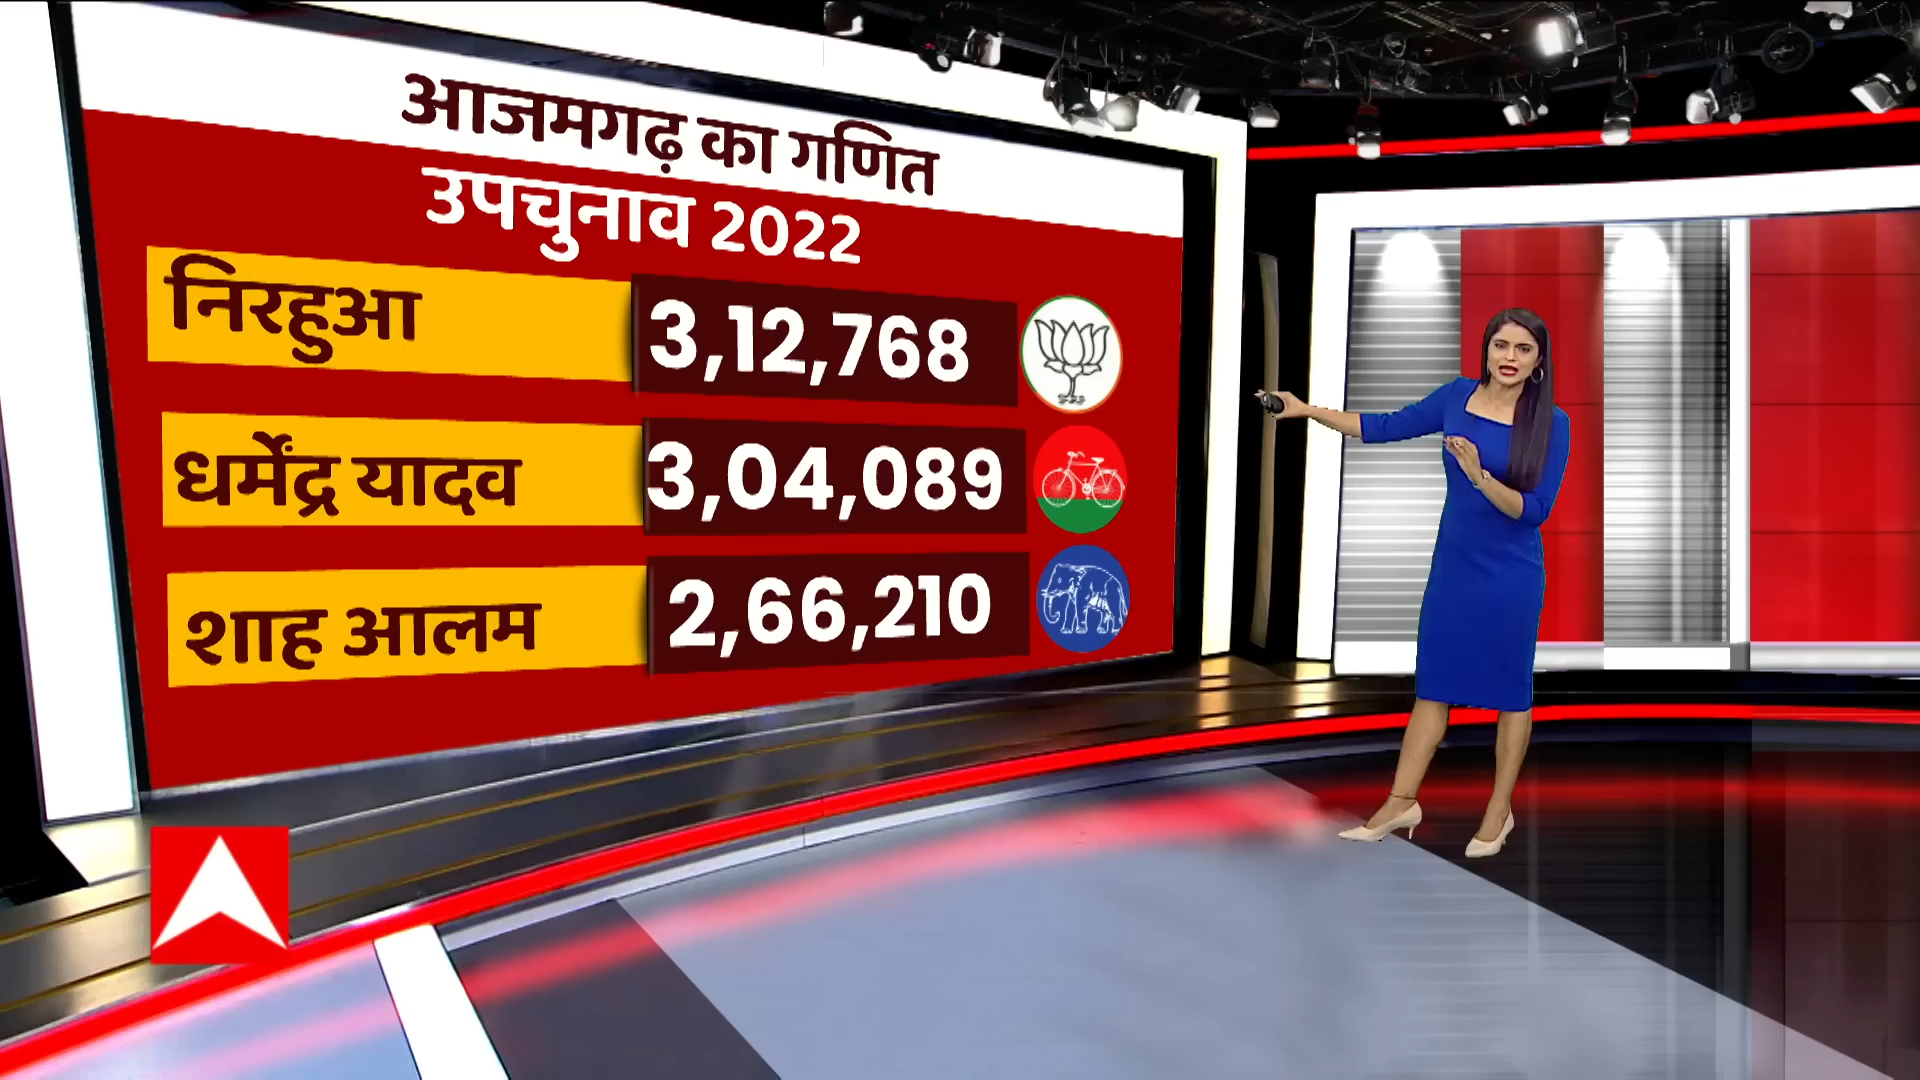 आजमगढ़ का गणित
उपचुनाव 2022
निरहुआ 3,12,768
धर्मेंद्र यादव 3,04,089
शाह आलम 2,66,210